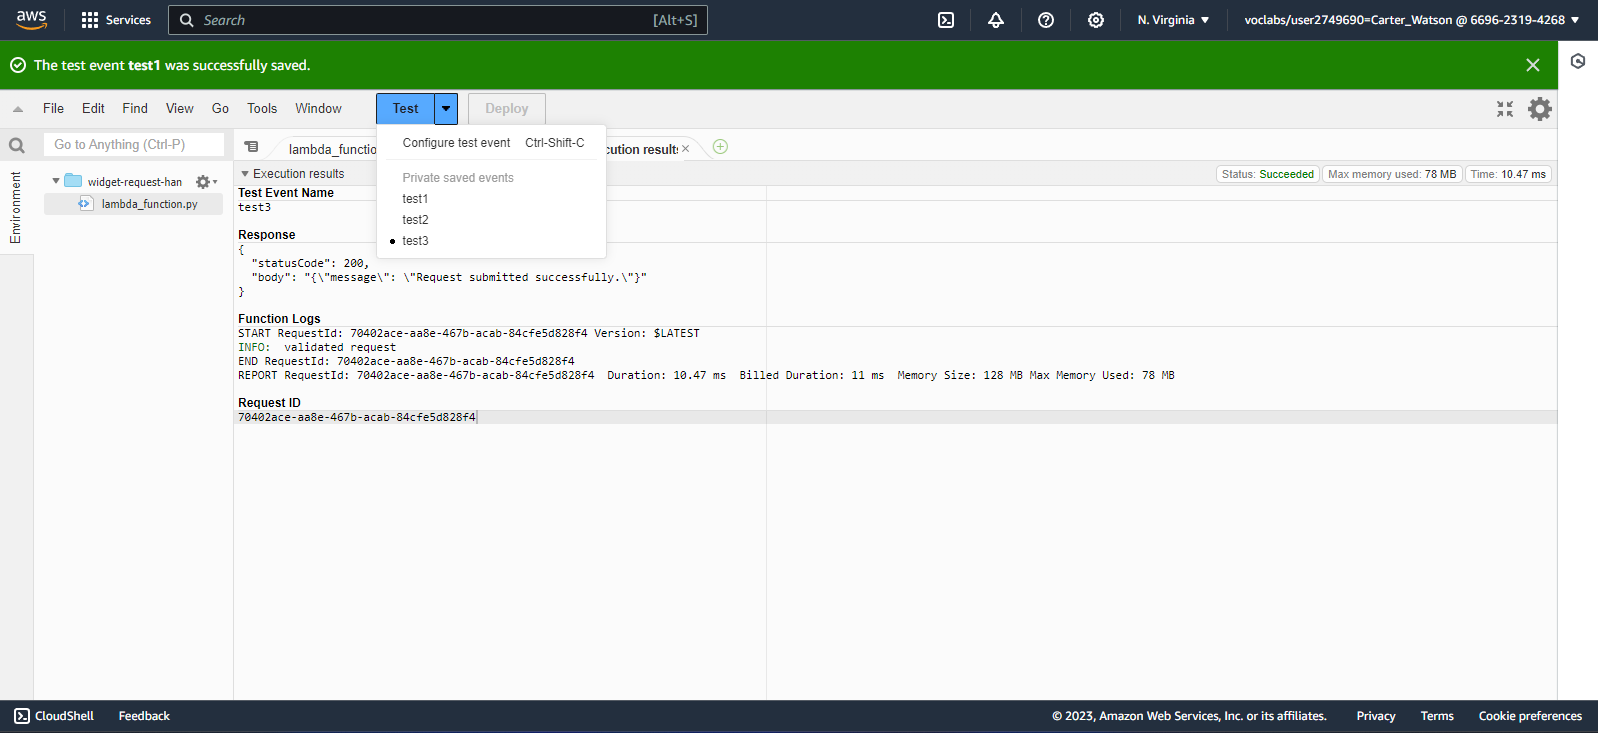 aws
Services
Search [Alt+S]
N. Virginia
voclabs/user2749690=Carter_Watson @ 6696-2319-4268
The test event test1 was successfully saved.
File Edit Find View Go Tools Window Test Deploy
Go to Anything (Ctrl-P)
Configure test event Ctrl-Shift-C
lambda_functio
cution results
Environment
widget-request-han
lambda_function.py
Private saved events
test1
test2
test3
Execution results
Status: Succeeded
Max memory used: 78 MB
Time: 10.47 ms
Test Event Name
test3
Response
{
"statusCode": 200,
"body": "{\"message\": \"Request submitted successfully.\"}"
}
Function Logs
START RequestId: 70402ace-aa8e-467b-acab-84cfe5d828f4 Version: $LATEST
INFO: validated request
END RequestId: 70402ace-aa8e-467b-acab-84cfe5d828f4
REPORT RequestId: 70402ace-aa8e-467b-acab-84cfe5d828f4 Duration: 10.47 ms Billed Duration: 11 ms Memory Size: 128 MB Max Memory Used: 78 MB
Request ID
70402ace-aa8e-467b-acab-84cfe5d828f4
CloudShell Feedback © 2023, Amazon Web Services, Inc. or its affiliates. Privacy Terms Cookie preferences